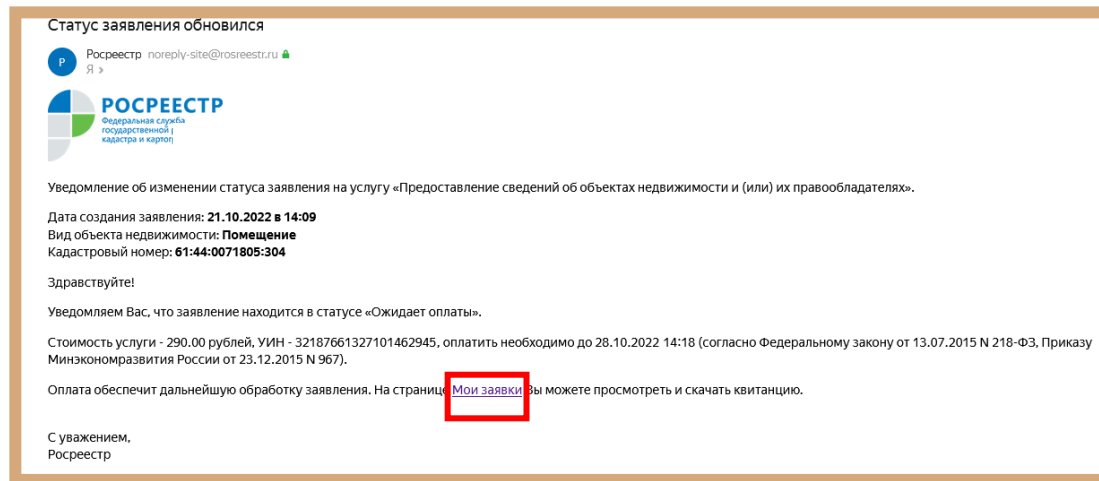 Статус заявления обновился
Р
Росреестр noreply-site@rosreestr.ru
Я >
РОСРЕЕСТР
Федеральная служба
государственной
кадастра и картог
Уведомление об изменении статуса заявления на услугу «Предоставление сведений об объектах недвижимости и (или) их правообладателях».
Дата создания заявления: 21.10.2022 в 14:09
Вид объекта недвижимости: Помещение
Кадастровый номер: 61:44:0071805:304
Здравствуйте!
Уведомляем Вас, что заявление находится в статусе «Ожидает оплаты».
Стоимость услуги - 290.00 рублей, УИН - 32187661327101462945, оплатить необходимо до 28.10.2022 14:18 (согласно Федеральному закону от 13.07.2015 N 218-ФЗ, Приказу
Минэкономразвития России от 23.12.2015 N 967).
Оплата обеспечит дальнейшую обработку заявления. На странице Мои заявки Вы можете просмотреть и скачать квитанцию.
С уважением,
Росреестр